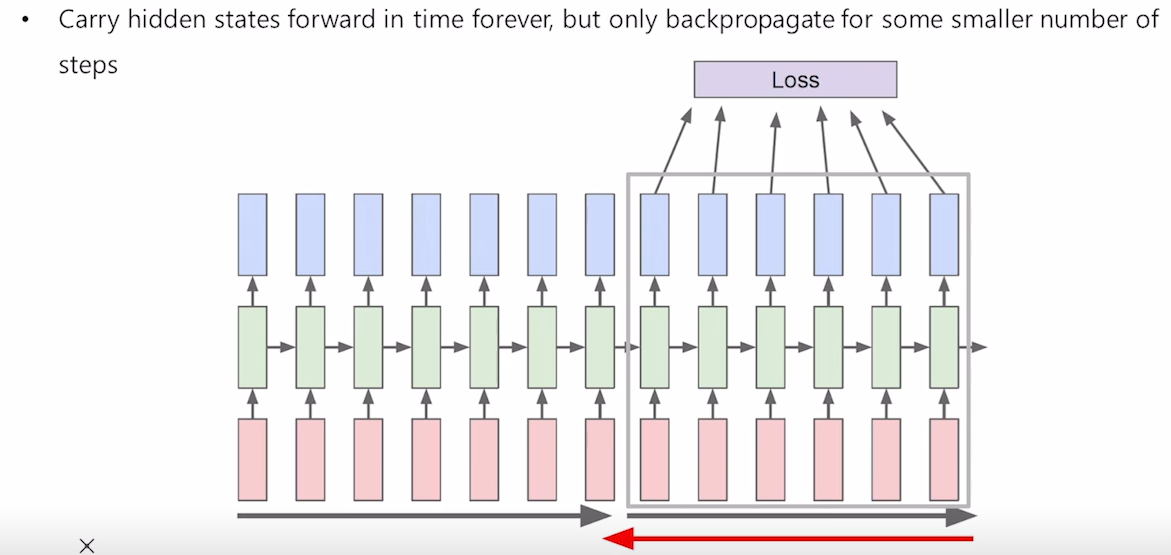 • Carry hidden states forward in time forever, but only backpropagate for some smaller number of
steps
Loss